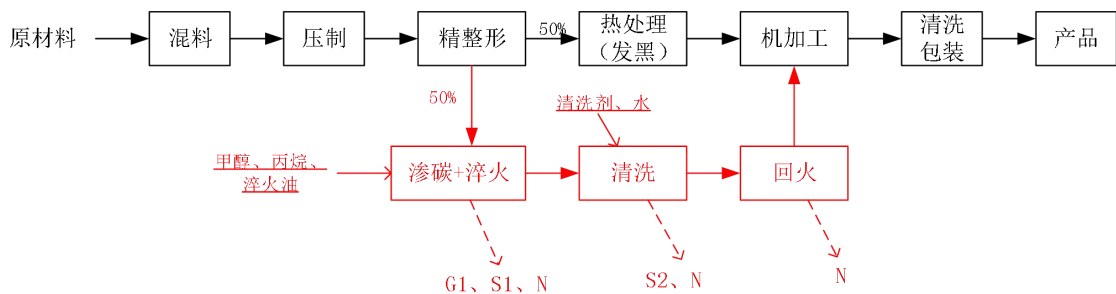 原材料
混料
压制
精整形
50%
热处理
（发黑）
机加工
清洗
包装
产品
50%
清洗剂、水
甲醇、丙烷、
淬火油
渗碳+淬火
清洗
回火
G1、S1、N
S2、N
N